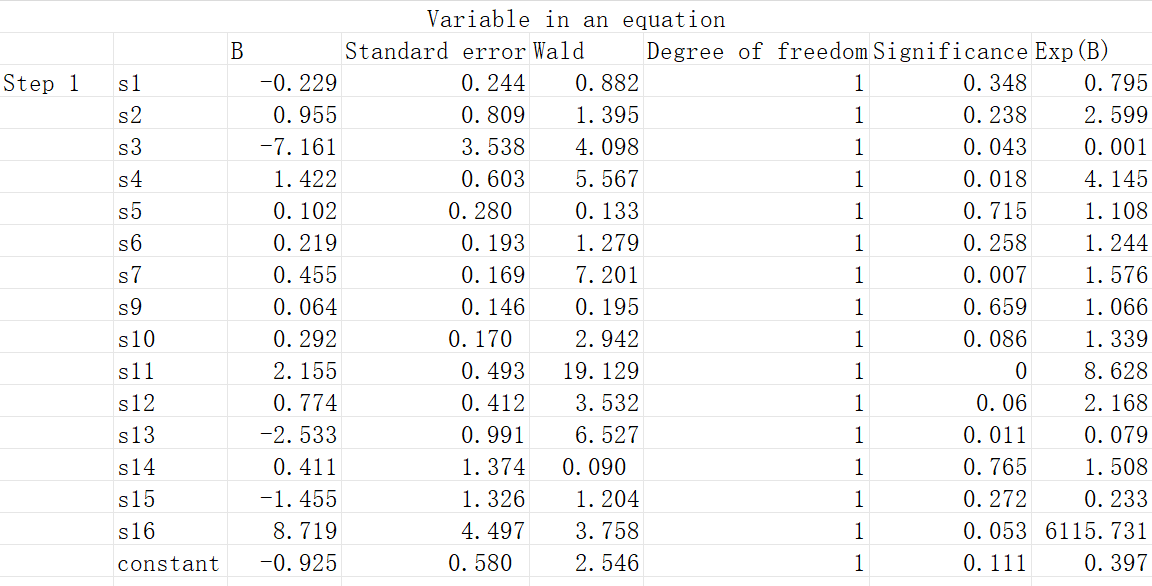 Variable in an equation
B Standard error Wald Degree of freedom Significance Exp(B)
Step 1 s1 -0.229 0.244 0.882 1 0.348 0.795
s2 0.955 0.809 1.395 1 0.238 2.599
s3 -7.161 3.538 4.098 1 0.043 0.001
s4 1.422 0.603 5.567 1 0.018 4.145
s5 0.102 0.280 0.133 1 0.715 1.108
s6 0.219 0.193 1.279 1 0.258 1.244
s7 0.455 0.169 7.201 1 0.007 1.576
s9 0.064 0.146 0.195 1 0.659 1.066
s10 0.292 0.170 2.942 1 0.086 1.339
s11 2.155 0.493 19.129 1 0 8.628
s12 0.774 0.412 3.532 1 0.06 2.168
s13 -2.533 0.991 6.527 1 0.011 0.079
s14 0.411 1.374 0.090 1 0.765 1.508
s15 -1.455 1.326 1.204 1 0.272 0.233
s16 8.719 4.497 3.758 1 0.053 6115.731
constant -0.925 0.580 2.546 1 0.111 0.397